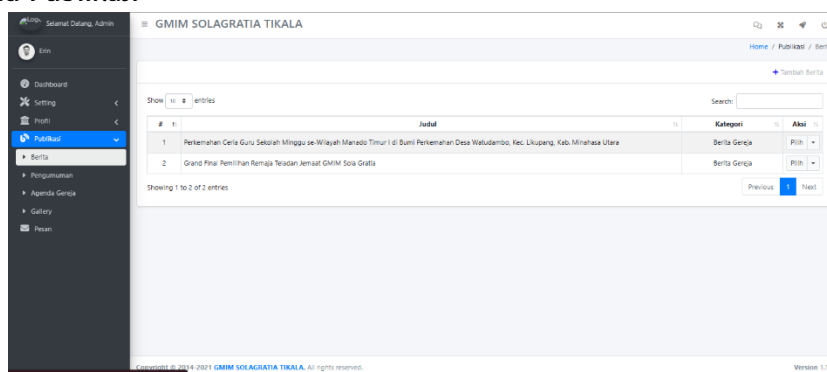 Logo Selamat Datang, Admin
GMIM SOLAGRATIA TIKALA
Erin
Home / Publikasi / Berit
Tambah Berita
Dashboard
Setting
Profil
Publikasi
Berita
Pengumuman
Agenda Gereja
Gallery
Pesan
Show 10 entries
Search:
# Judul Kategori Aksi
1 Perkemahan Ceria Guru Sekolah Minggu se-Wilayah Manado Timur I di Bumi Perkemahan Desa Watudambo, Kec. Likupang, Kab. Minahasa Utara Berita Gereja Pilih
2 Grand Final Pemilihan Remaja Teladan Jemaat GMIM Sola Gratia Berita Gereja Pilih
Showing 1 to 2 of 2 entries
Previous 1 Next
Copyright © 2014-2021 GMIM SOLAGRATIA TIKALA. All rights reserved.
Version 1.